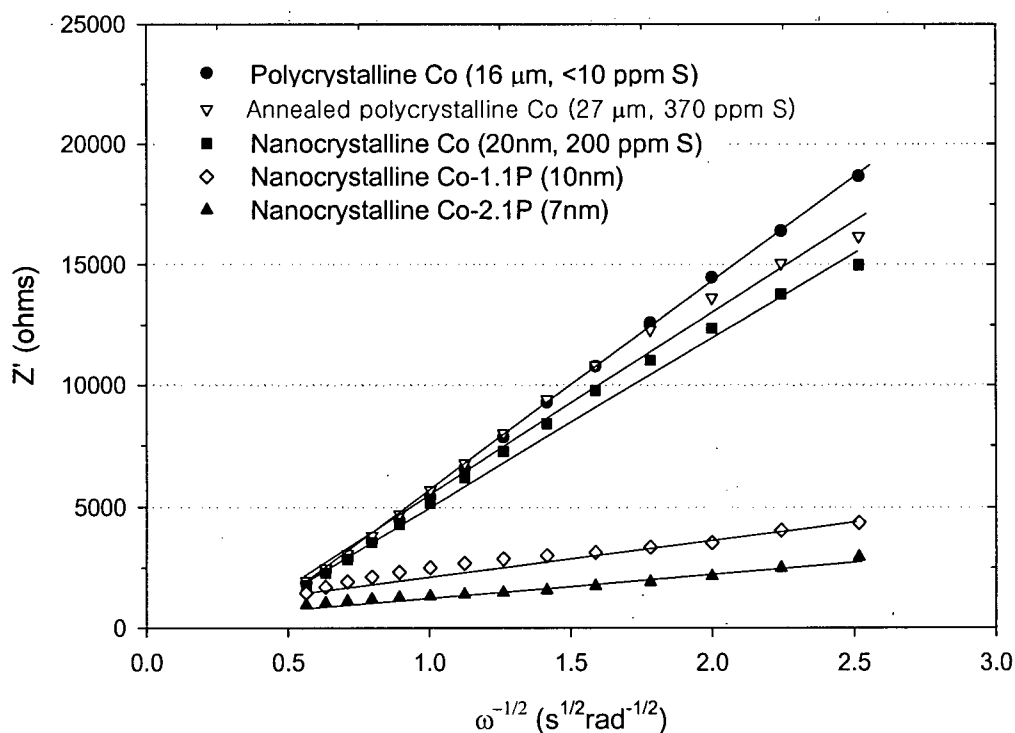 25000
20000
15000
10000
5000
0
Z' (ohms)
● Polycrystalline Co (16 μm, <10 ppm S)
▽ Annealed polycrystalline Co (27 μm, 370 ppm S)
■ Nanocrystalline Co (20nm, 200 ppm S)
◇ Nanocrystalline Co-1.1P (10nm)
▲ Nanocrystalline Co-2.1P (7nm)
0.0 0.5 1.0 1.5 2.0 2.5 3.0
ω⁻¹/² (s¹/²rad⁻¹/²)